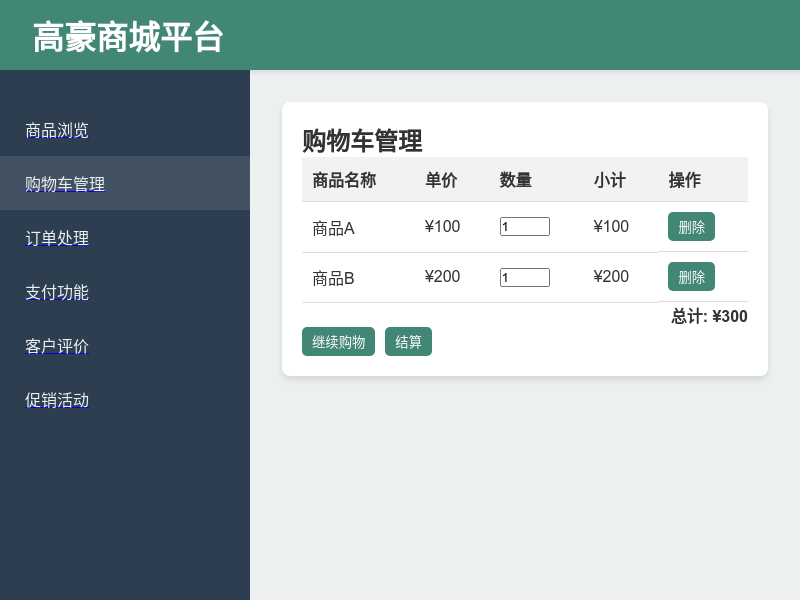 高豪商城平台
商品浏览
购物车管理
订单处理
支付功能
客户评价
促销活动
购物车管理
商品名称 单价 数量 小计 操作
商品A ¥100 1 ¥100 删除
商品B ¥200 1 ¥200 删除
总计: ¥300
继续购物 结算